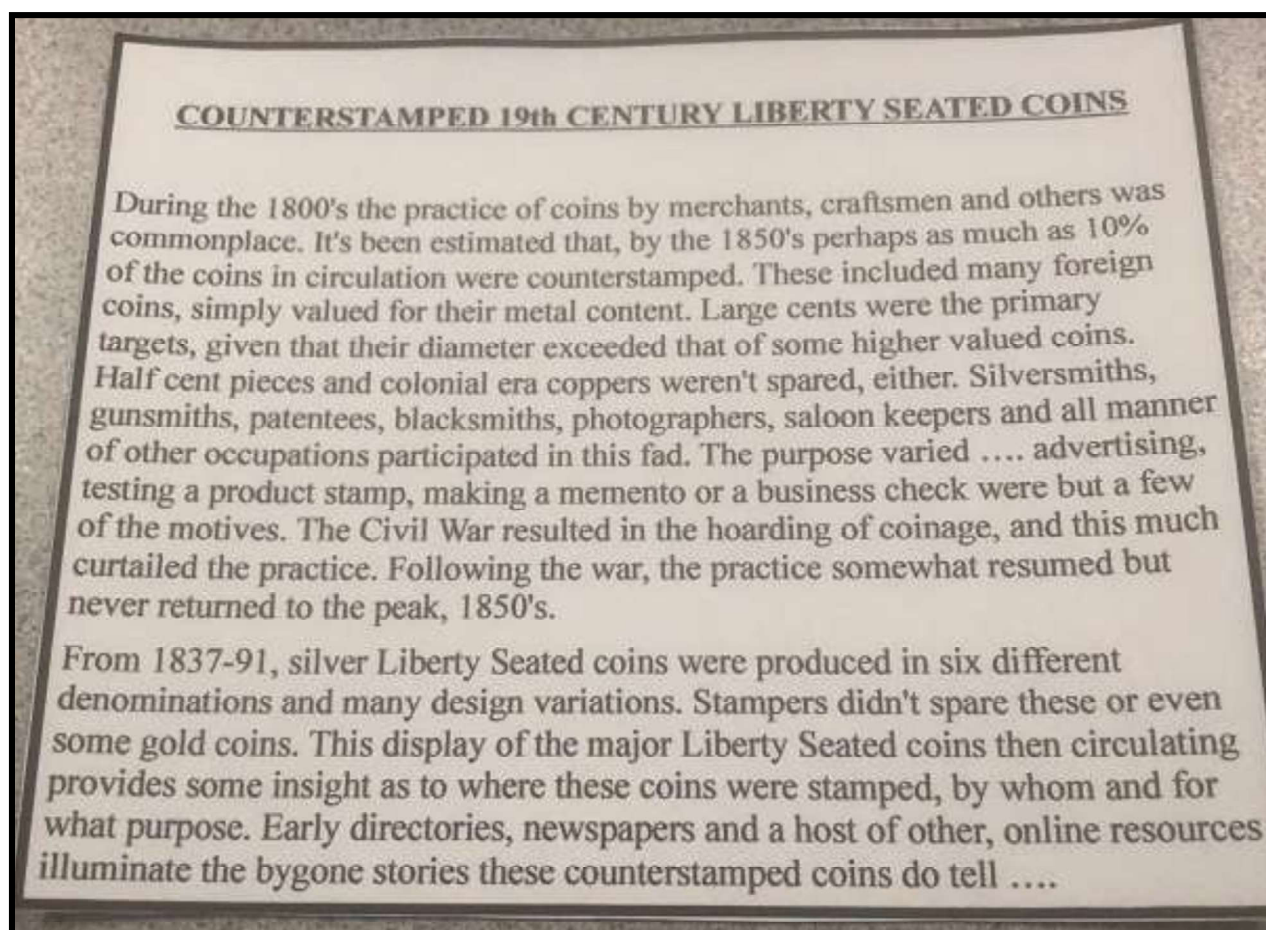 COUNTERSTAMPED 19th CENTURY LIBERTY SEATED COINS
During the 1800's the practice of coins by merchants, craftsmen and others was
commonplace. It's been estimated that, by the 1850's perhaps as much as 10%
of the coins in circulation were counterstamped. These included many foreign
coins, simply valued for their metal content. Large cents were the primary
targets, given that their diameter exceeded that of some higher valued coins.
Half cent pieces and colonial era coppers weren't spared, either. Silversmiths,
gunsmiths, patentees, blacksmiths, photographers, saloon keepers and all manner
of other occupations participated in this fad. The purpose varied …. advertising,
testing a product stamp, making a memento or a business check were but a few
of the motives. The Civil War resulted in the hoarding of coinage, and this much
curtailed the practice. Following the war, the practice somewhat resumed but
never returned to the peak, 1850's.
From 1837-91, silver Liberty Seated coins were produced in six different
denominations and many design variations. Stampers didn't spare these or even
some gold coins. This display of the major Liberty Seated coins then circulating
provides some insight as to where these coins were stamped, by whom and for
what purpose. Early directories, newspapers and a host of other, online resources
illuminate the bygone stories these counterstamped coins do tell ….